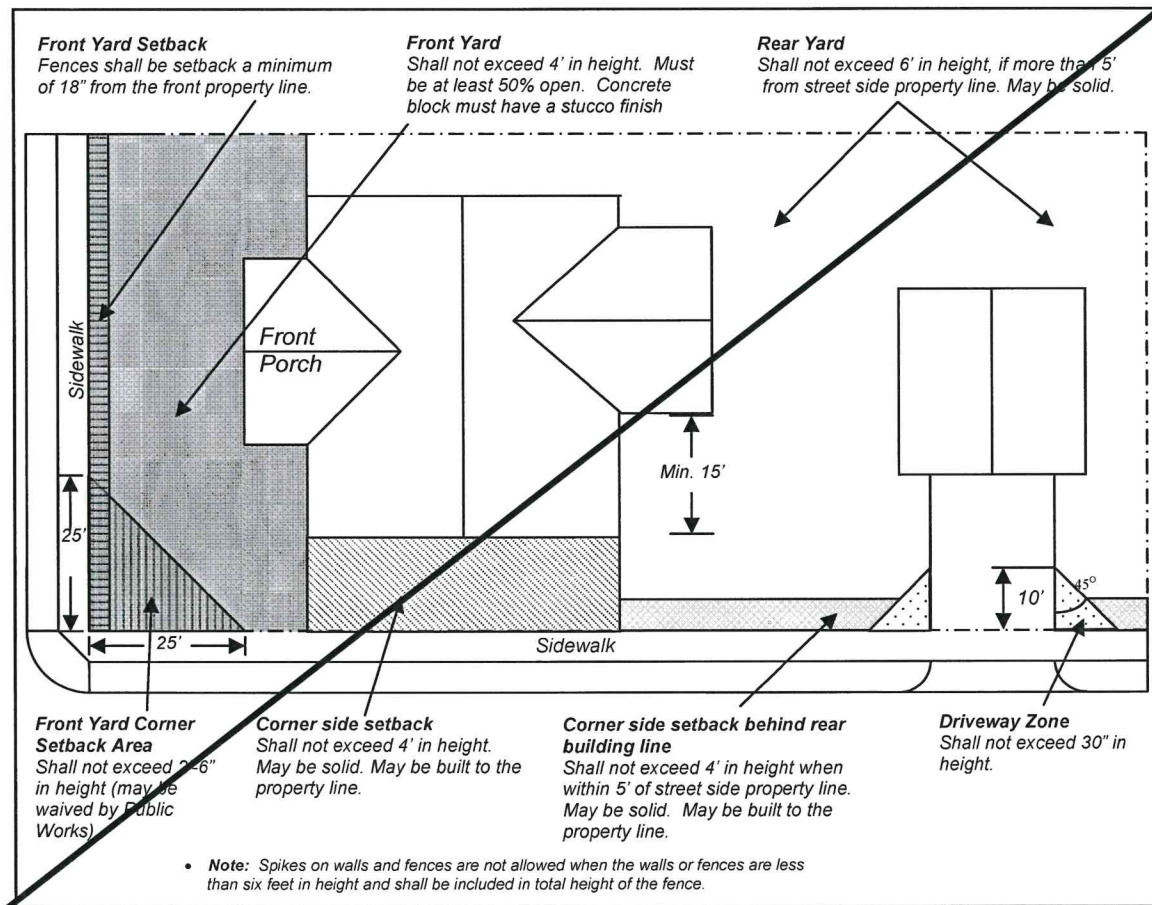 Front Yard Setback
Fences shall be setback a minimum
of 18" from the front property line.
Front Yard
Shall not exceed 4' in height. Must
be at least 50% open. Concrete
block must have a stucco finish
Rear Yard
Shall not exceed 6' in height, if more than 5'
from street side property line. May be solid.
Sidewalk
Front
Porch
Min. 15'
25'
25'
10'
45°
Sidewalk
Front Yard Corner
Setback Area
Shall not exceed 2'-6"
in height (may be
waived by Public
Works)
Corner side setback
Shall not exceed 4' in height.
May be solid. May be built to the
property line.
Corner side setback behind rear
building line
Shall not exceed 4' in height when
within 5' of street side property line.
May be solid. May be built to the
property line.
Driveway Zone
Shall not exceed 30" in
height.
• Note: Spikes on walls and fences are not allowed when the walls or fences are less
than six feet in height and shall be included in total height of the fence.